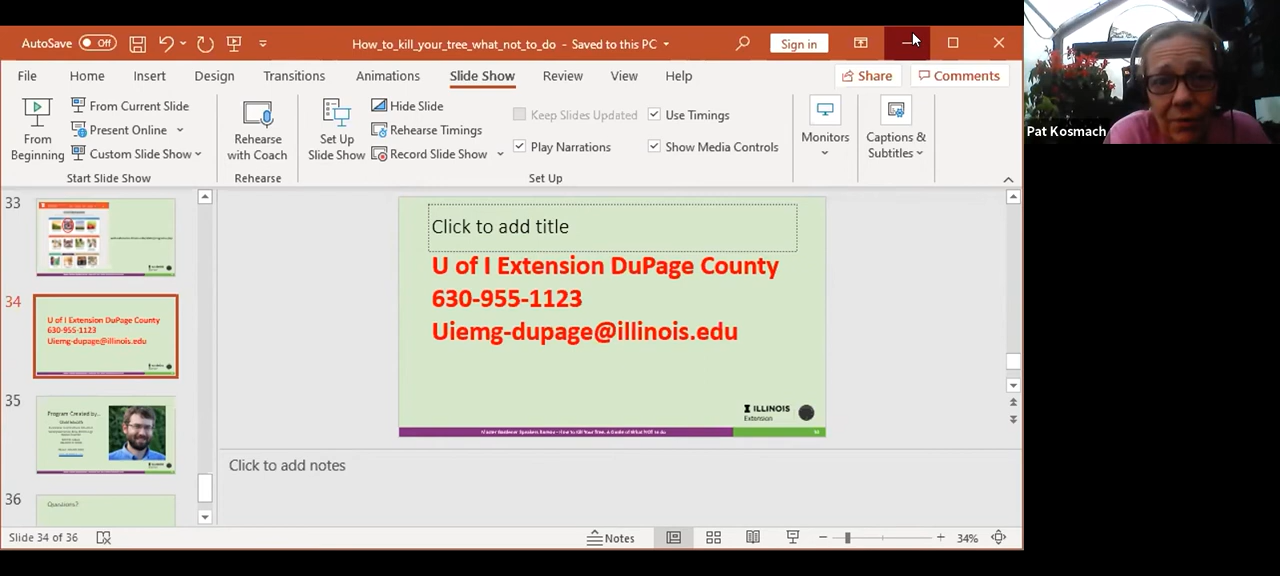 AutoSave Off
How_to_kill_your_tree_what_not_to_do - Saved to this PC
Sign in
File Home Insert Design Transitions Animations Slide Show Review View Help
Share Comments
From Beginning
From Current Slide
Present Online
Custom Slide Show
Start Slide Show
Rehearse with Coach
Rehearse
Set Up Slide Show
Hide Slide
Rehearse Timings
Record Slide Show
Keep Slides Updated
Play Narrations
Use Timings
Show Media Controls
Set Up
Monitors
Captions & Subtitles
Pat Kosmach
33
34
U of I Extension DuPage County
630-955-1123
Uiemg-dupage@illinois.edu
35
Program Created by...
36
Questions?
Click to add title
U of I Extension DuPage County
630-955-1123
Uiemg-dupage@illinois.edu
ILLINOIS
Extension
Click to add notes
Slide 34 of 36
Notes
34%